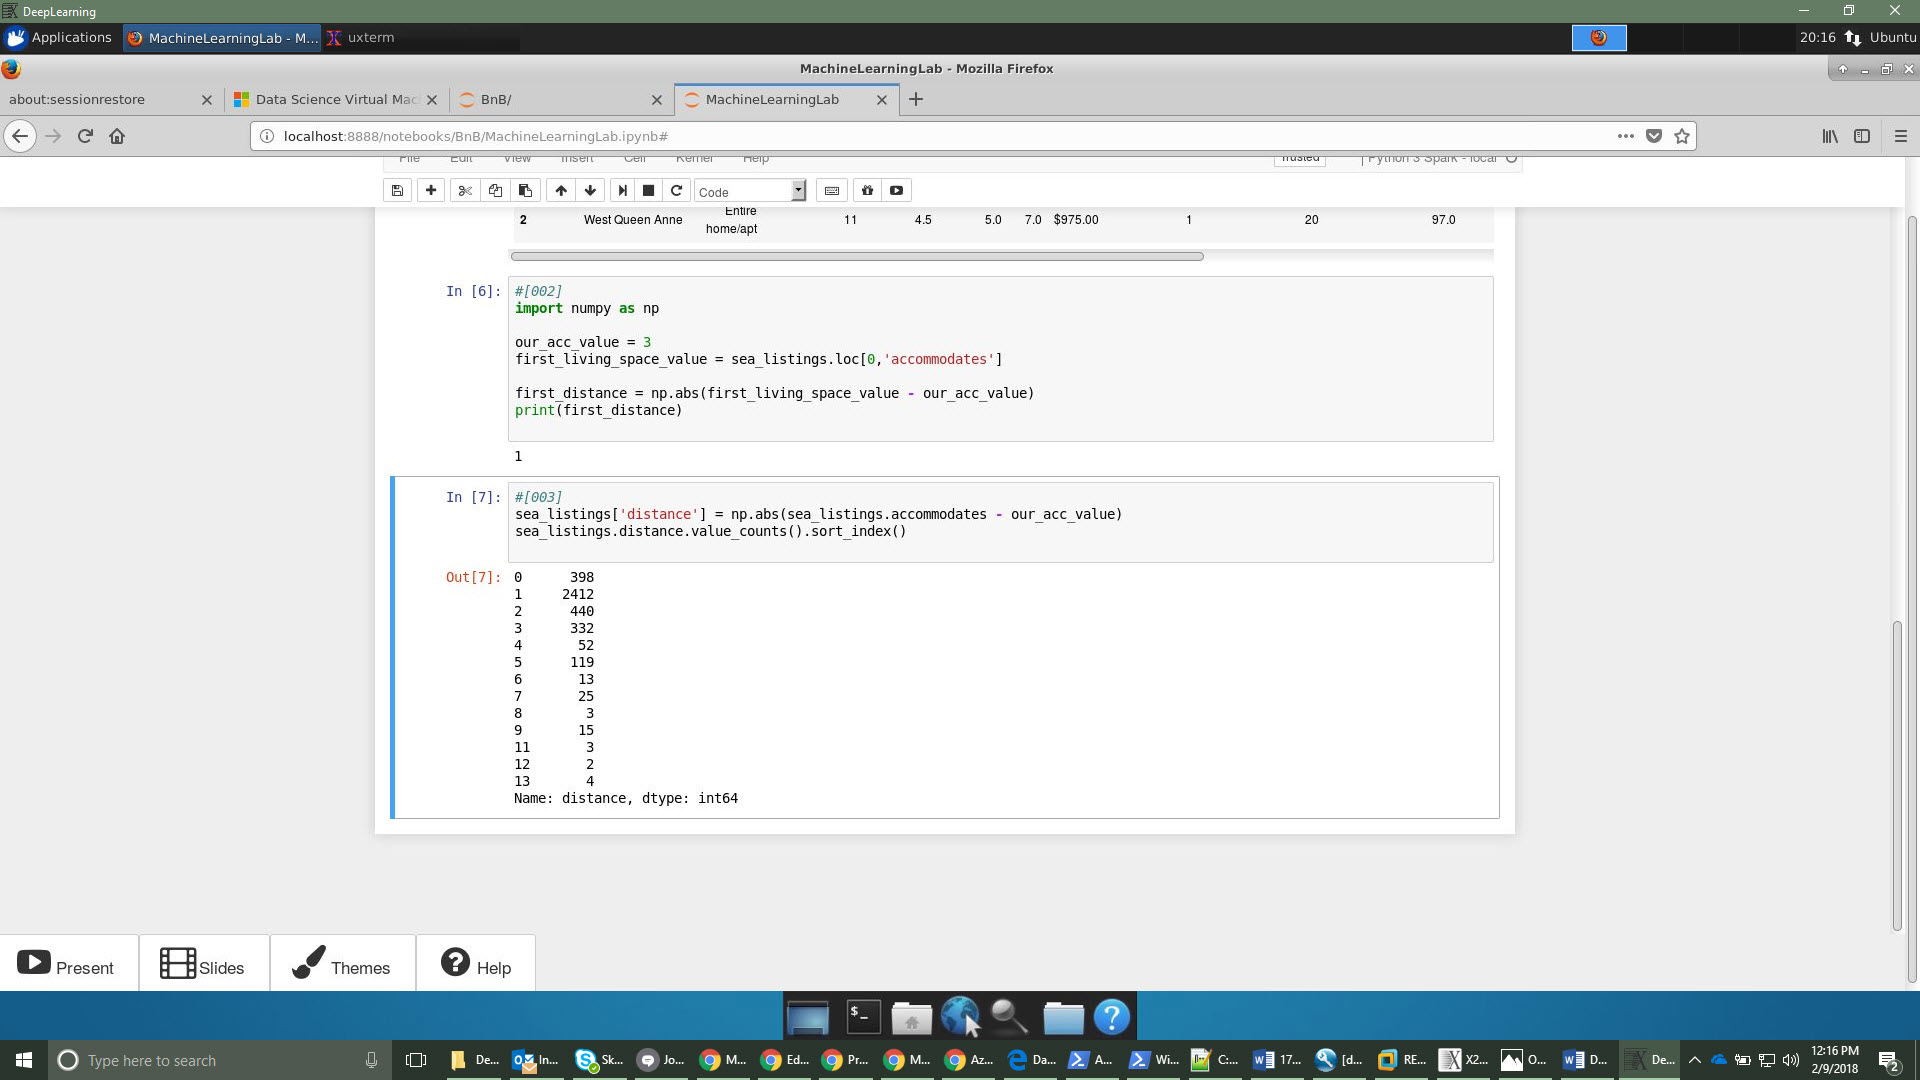 DeepLearning
Applications
MachineLearningLab - M...
uxterm
20:16
Ubuntu
MachineLearningLab - Mozilla Firefox
about:sessionrestore
Data Science Virtual Mac
BnB/
MachineLearningLab
localhost:8888/notebooks/BnB/MachineLearningLab.ipynb#
File Edit View Insert Cell Kernel Help
Trusted
Python 3 Spark - local
Code
2 West Queen Anne Entire home/apt 11 4.5 5.0 7.0 $975.00 1 20 97.0
In [6]:
#[002]
import numpy as np
our_acc_value = 3
first_living_space_value = sea_listings.loc[0,'accommodates']
first_distance = np.abs(first_living_space_value - our_acc_value)
print(first_distance)
1
In [7]:
#[003]
sea_listings['distance'] = np.abs(sea_listings.accommodates - our_acc_value)
sea_listings.distance.value_counts().sort_index()
Out[7]:
0 398
1 2412
2 440
3 332
4 52
5 119
6 13
7 25
8 3
9 15
11 3
12 2
13 4
Name: distance, dtype: int64
Present
Slides
Themes
Help
Type here to search
De...
In...
Sk...
Jo...
M...
Ed...
Pr...
M...
Az...
Da...
A...
Wi...
C:...
17...
[d...
RE...
X2...
O...
D...
De...
12:16 PM
2/9/2018
2